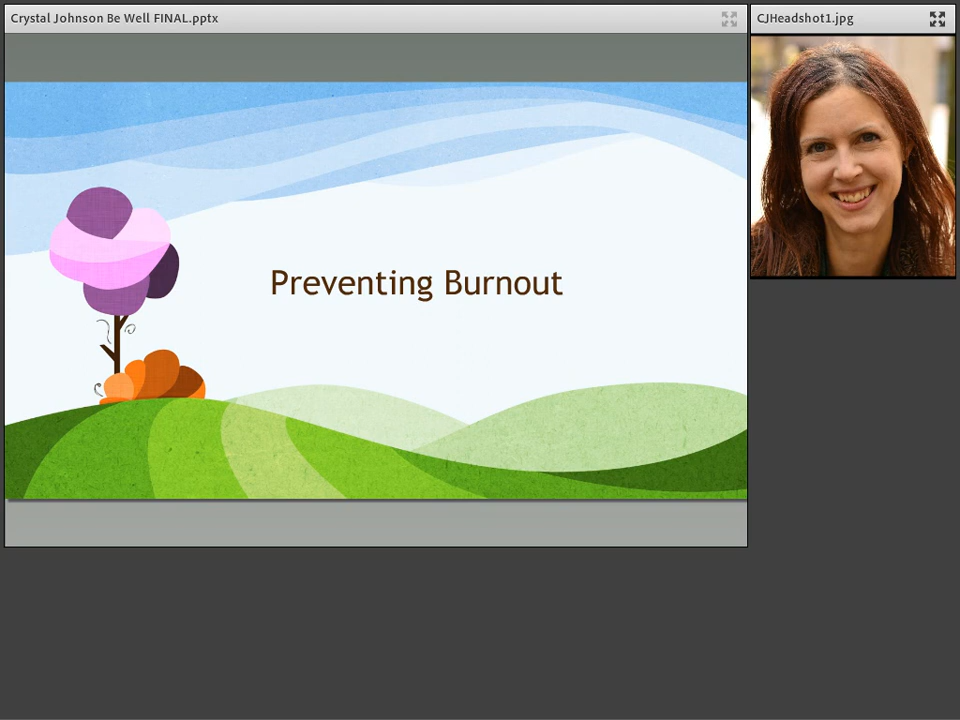 Crystal Johnson Be Well FINAL.pptx
CJHeadshot1.jpg
Preventing Burnout